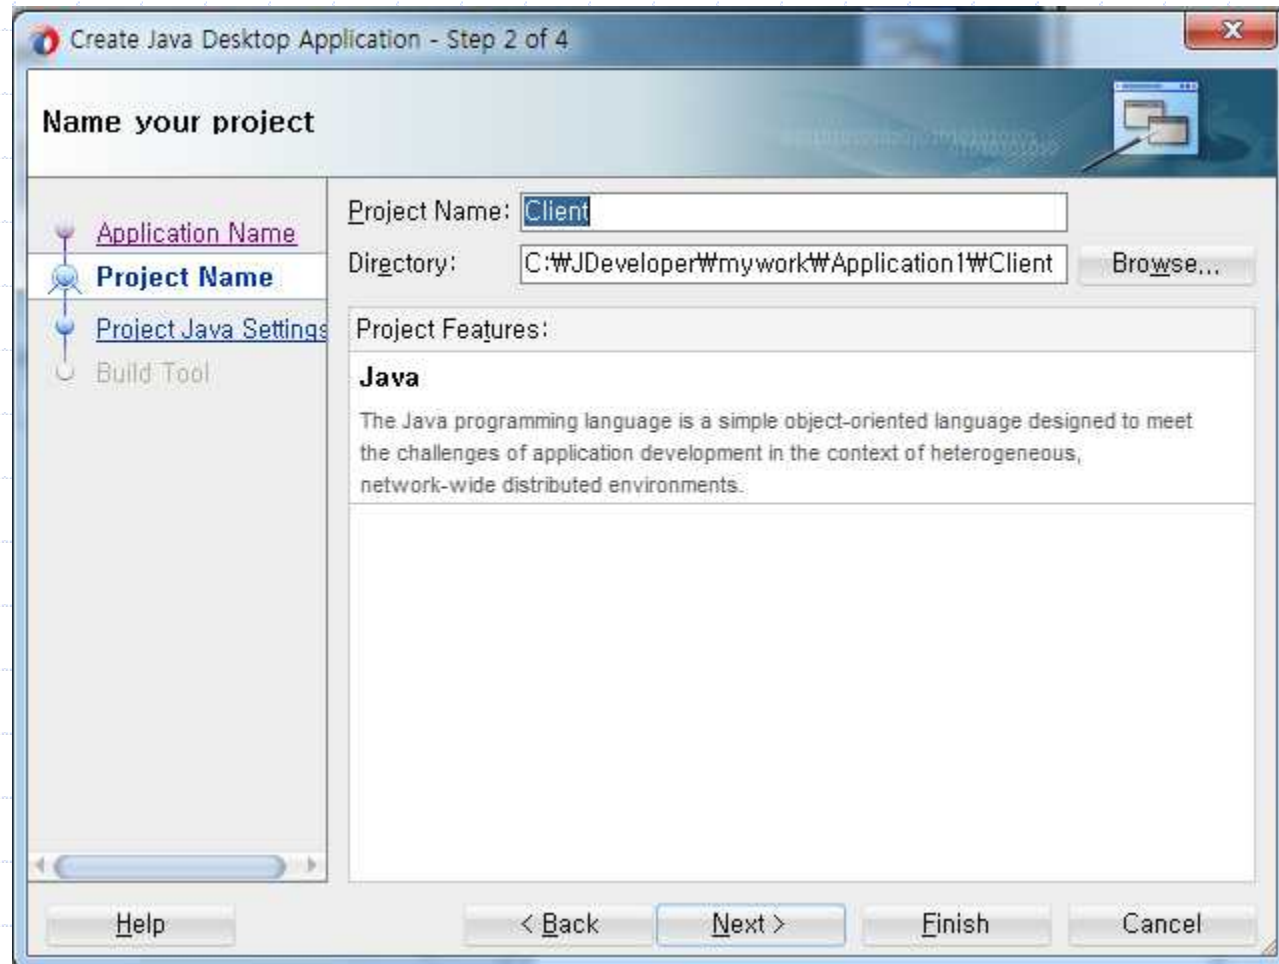 Create Java Desktop Application - Step 2 of 4
Name your project
Application Name
Project Name
Project Java Settings
Build Tool
Project Name: Client
Directory: C:₩JDeveloper₩mywork₩Application1₩Client Browse...
Project Features:
Java
The Java programming language is a simple object-oriented language designed to meet
the challenges of application development in the context of heterogeneous,
network-wide distributed environments.
Help < Back Next > Finish Cancel